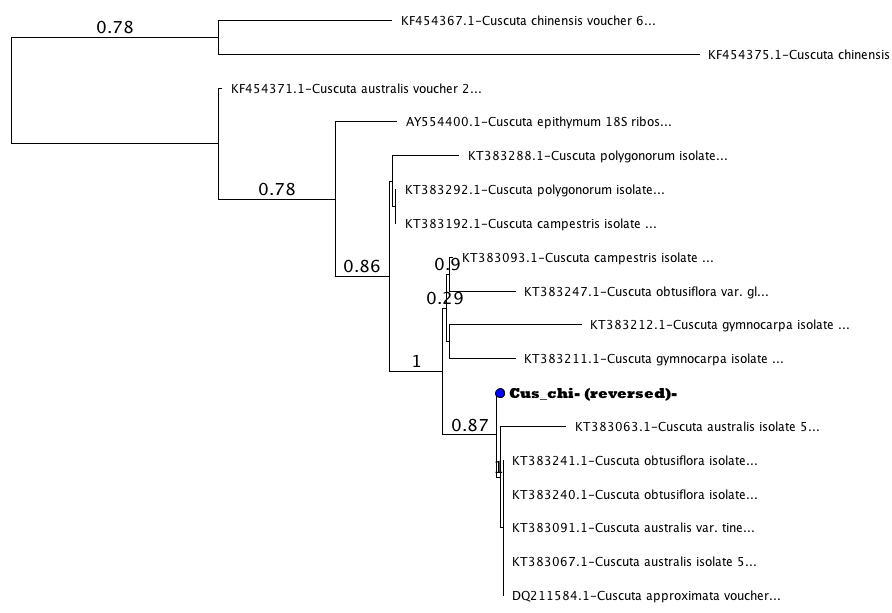 0.78
KF454367.1-Cuscuta chinensis voucher 6...
KF454375.1-Cuscuta chinensis
KF454371.1-Cuscuta australis voucher 2...
AY554400.1-Cuscuta epithymum 18S ribos...
KT383288.1-Cuscuta polygonorum isolate...
0.78
KT383292.1-Cuscuta polygonorum isolate...
KT383192.1-Cuscuta campestris isolate ...
0.86
0.9
KT383093.1-Cuscuta campestris isolate ...
KT383247.1-Cuscuta obtusiflora var. gl...
0.29
KT383212.1-Cuscuta gymnocarpa isolate ...
KT383211.1-Cuscuta gymnocarpa isolate ...
1
Cus_chi- (reversed)-
0.87
KT383063.1-Cuscuta australis isolate 5...
KT383241.1-Cuscuta obtusiflora isolate...
1
KT383240.1-Cuscuta obtusiflora isolate...
KT383091.1-Cuscuta australis var. tine...
KT383067.1-Cuscuta australis isolate 5...
DQ211584.1-Cuscuta approximata voucher...